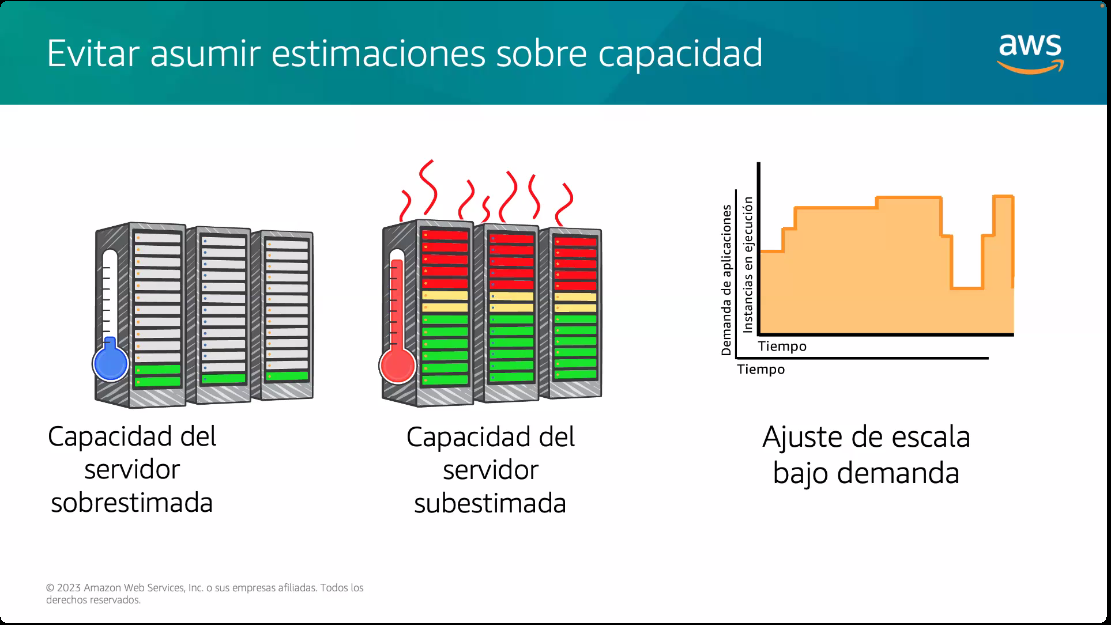 Evitar asumir estimaciones sobre capacidad
aws
Capacidad del
servidor
sobrestimada
Capacidad del
servidor
subestimada
Demanda de aplicaciones
Instancias en ejecución
Tiempo
Tiempo
Ajuste de escala
bajo demanda
© 2023 Amazon Web Services, Inc. o sus empresas afiliadas. Todos los
derechos reservados.